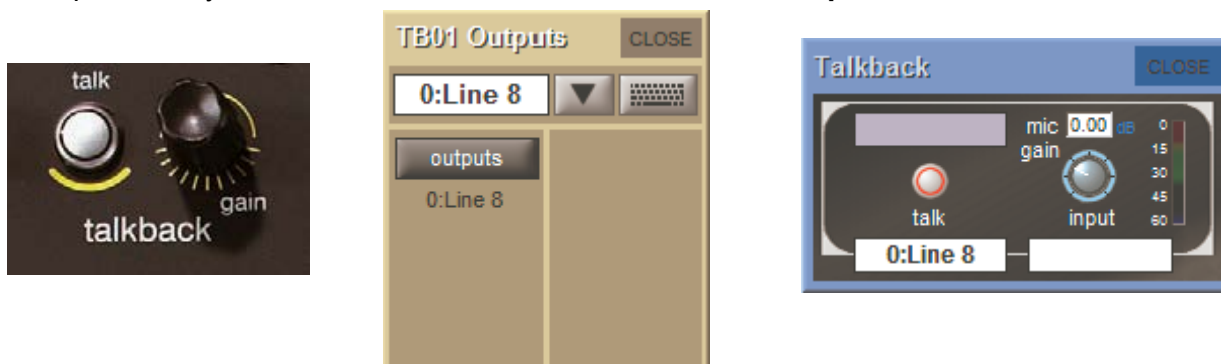 talk
gain
talkback
TB01 Outputs
CLOSE
0:Line 8
outputs
0:Line 8
Talkback
CLOSE
mic 0.00 dB
gain
0
15
30
45
60
talk
input
0:Line 8